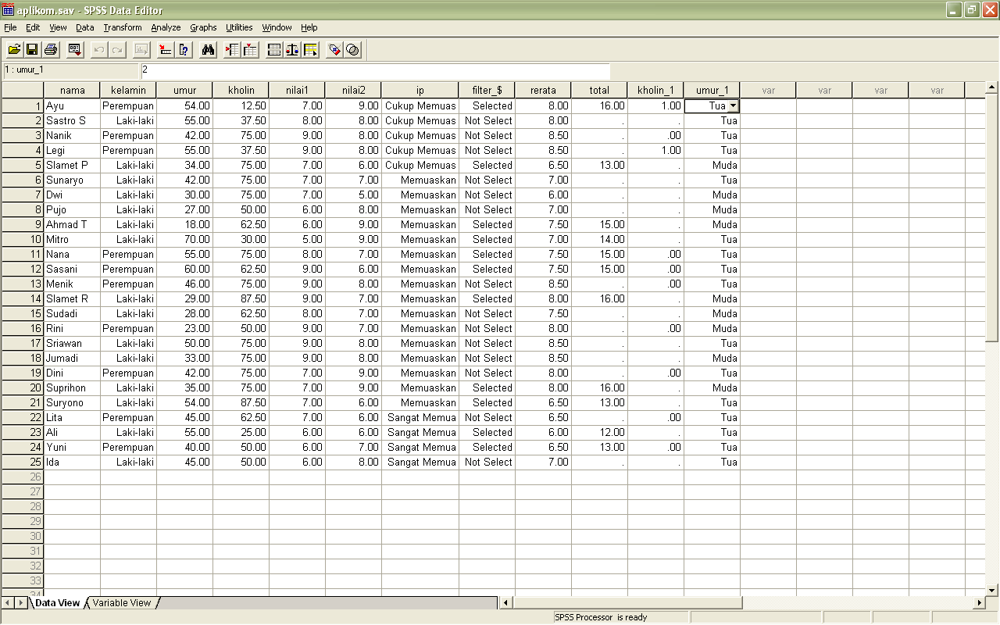 aplikom.sav - SPSS Data Editor
File Edit View Data Transform Analyze Graphs Utilities Window Help
1 : umur_1 2
nama kelamin umur kholin nilai1 nilai2 ip filter_$ rerata total kholin_1 umur_1 var var var var
1 Ayu Perempuan 54.00 12.50 7.00 9.00 Cukup Memuas Selected 8.00 16.00 1.00 Tua
2 Sastro S Laki-laki 55.00 37.50 8.00 8.00 Cukup Memuas Not Select 8.00 . . Tua
3 Nanik Perempuan 42.00 75.00 9.00 8.00 Cukup Memuas Not Select 8.50 . .00 Tua
4 Legi Perempuan 55.00 37.50 9.00 8.00 Cukup Memuas Not Select 8.50 . 1.00 Tua
5 Slamet P Laki-laki 34.00 75.00 7.00 6.00 Cukup Memuas Selected 6.50 13.00 . Muda
6 Sunaryo Laki-laki 42.00 75.00 7.00 7.00 Memuaskan Not Select 7.00 . . Tua
7 Dwi Laki-laki 30.00 75.00 7.00 5.00 Memuaskan Not Select 6.00 . . Muda
8 Pujo Laki-laki 27.00 50.00 6.00 8.00 Memuaskan Not Select 7.00 . . Muda
9 Ahmad T Laki-laki 18.00 62.50 6.00 9.00 Memuaskan Selected 7.50 15.00 . Muda
10 Mitro Laki-laki 70.00 30.00 5.00 9.00 Memuaskan Selected 7.00 14.00 . Tua
11 Nana Perempuan 55.00 75.00 8.00 7.00 Memuaskan Selected 7.50 15.00 .00 Tua
12 Sasani Perempuan 60.00 62.50 9.00 6.00 Memuaskan Selected 7.50 15.00 .00 Tua
13 Menik Perempuan 46.00 75.00 9.00 8.00 Memuaskan Not Select 8.50 . .00 Tua
14 Slamet R Laki-laki 29.00 87.50 9.00 7.00 Memuaskan Selected 8.00 16.00 . Muda
15 Sudadi Laki-laki 28.00 62.50 8.00 7.00 Memuaskan Not Select 7.50 . . Muda
16 Rini Perempuan 23.00 50.00 9.00 7.00 Memuaskan Not Select 8.00 . .00 Muda
17 Sriawan Laki-laki 50.00 75.00 9.00 8.00 Memuaskan Not Select 8.50 . . Tua
18 Jumadi Laki-laki 33.00 75.00 9.00 8.00 Memuaskan Not Select 8.50 . . Muda
19 Dini Perempuan 42.00 75.00 7.00 9.00 Memuaskan Not Select 8.00 . .00 Tua
20 Suprihon Laki-laki 35.00 75.00 7.00 9.00 Memuaskan Selected 8.00 16.00 . Muda
21 Suryono Laki-laki 54.00 87.50 7.00 6.00 Memuaskan Selected 6.50 13.00 . Tua
22 Lita Perempuan 45.00 62.50 7.00 6.00 Sangat Memua Not Select 6.50 . .00 Tua
23 Ali Laki-laki 55.00 25.00 6.00 6.00 Sangat Memua Selected 6.00 12.00 . Tua
24 Yuni Perempuan 40.00 50.00 6.00 7.00 Sangat Memua Selected 6.50 13.00 .00 Tua
25 Ida Laki-laki 45.00 50.00 6.00 8.00 Sangat Memua Not Select 7.00 . . Tua
26
27
28
29
30
31
32
33
34
Data View Variable View
SPSS Processor is ready